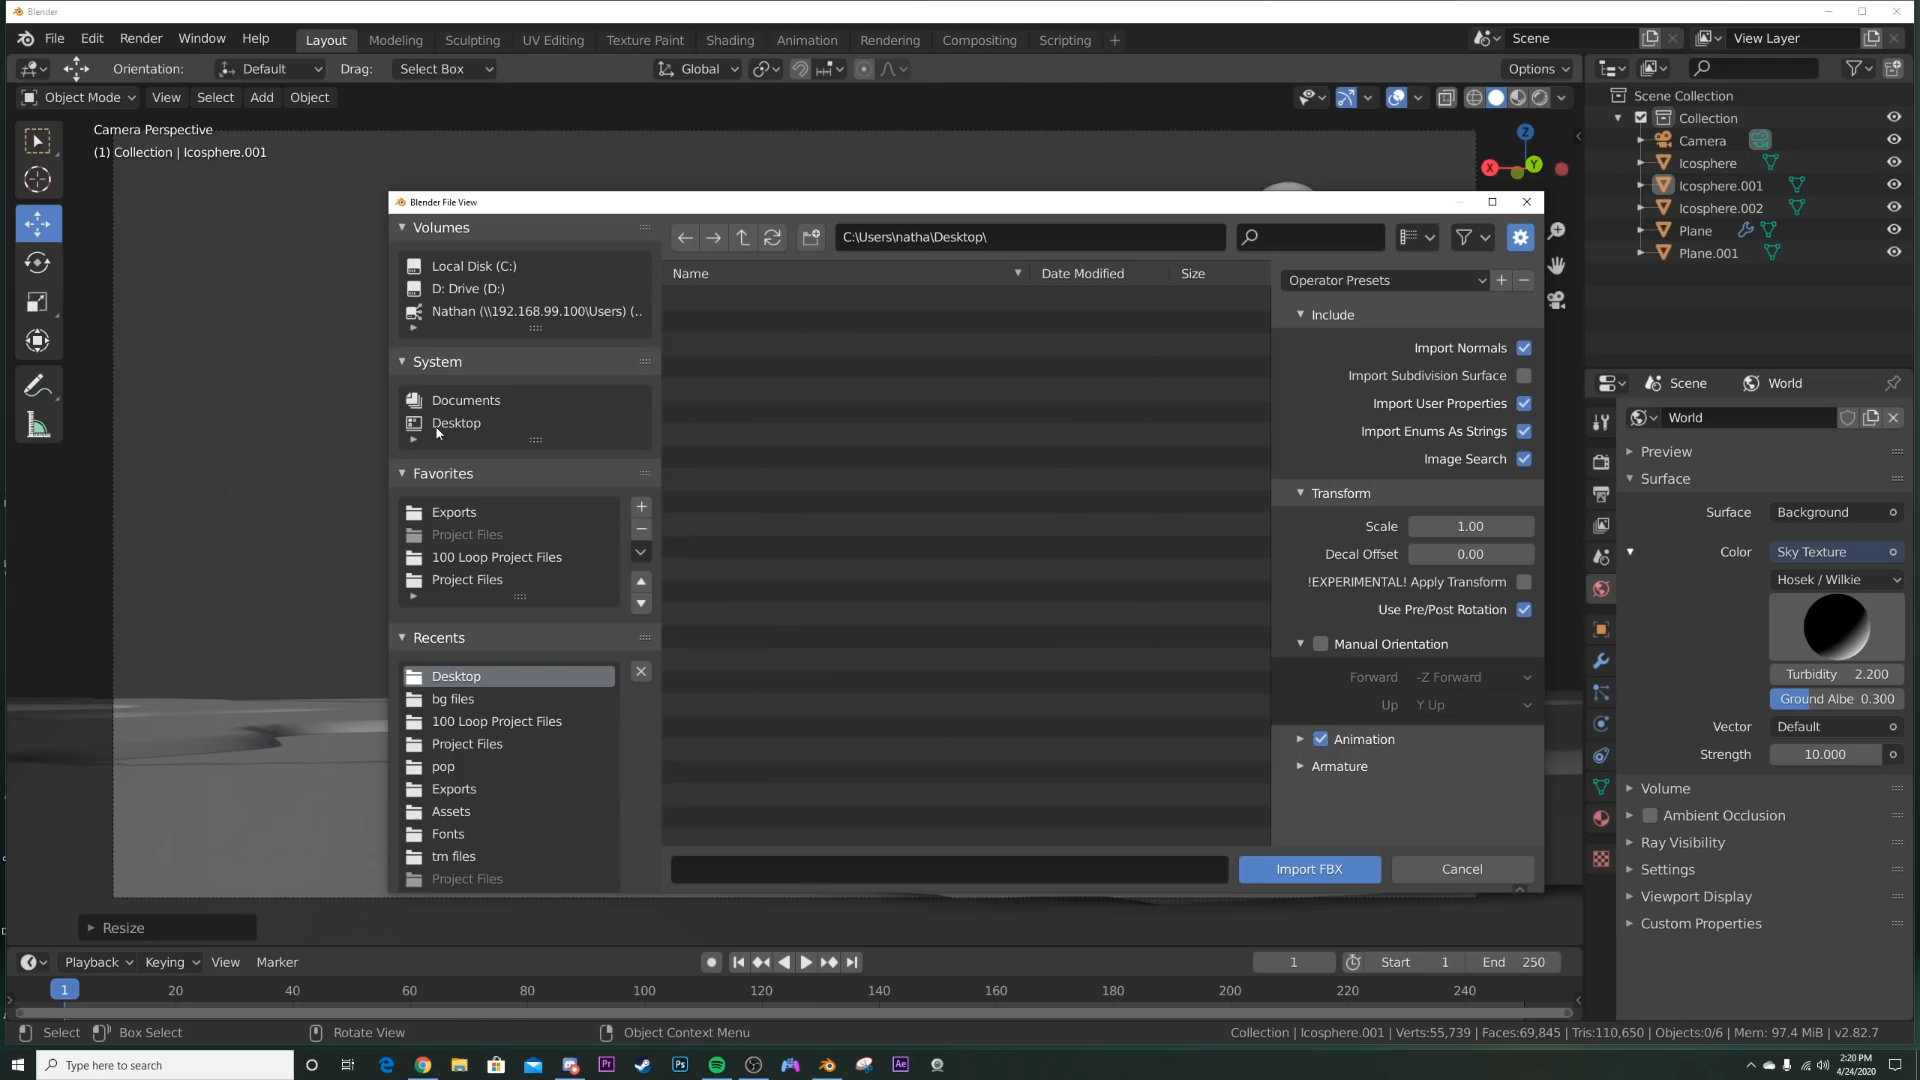 Blender
File Edit Render Window Help Layout Modeling Sculpting UV Editing Texture Paint Shading Animation Rendering Compositing Scripting + Scene View Layer
Orientation: Default Drag: Select Box Global Options
Object Mode View Select Add Object
Camera Perspective
(1) Collection | Icosphere.001
Z
X
Y
Scene Collection
Collection
Camera
Icosphere
Icosphere.001
Icosphere.002
Plane
Plane.001
Blender File View
Volumes
Local Disk (C:)
D: Drive (D:)
Nathan (\\192.168.99.100\Users) (..
System
Documents
Desktop
Favorites
Exports
Project Files
100 Loop Project Files
Project Files
Recents
Desktop
bg files
100 Loop Project Files
Project Files
pop
Exports
Assets
Fonts
tm files
Project Files
C:\Users\natha\Desktop\
Name Date Modified Size
Operator Presets
Include
Import Normals
Import Subdivision Surface
Import User Properties
Import Enums As Strings
Image Search
Transform
Scale 1.00
Decal Offset 0.00
!EXPERIMENTAL! Apply Transform
Use Pre/Post Rotation
Manual Orientation
Forward -Z Forward
Up Y Up
Animation
Armature
Import FBX Cancel
Scene World
World
Preview
Surface
Surface Background
Color Sky Texture
Hosek / Wilkie
Turbidity 2.200
Ground Albe 0.300
Vector Default
Strength 10.000
Volume
Ambient Occlusion
Ray Visibility
Settings
Viewport Display
Custom Properties
Resize
Playback Keying View Marker 1 Start 1 End 250
1 20 40 60 80 100 120 140 160 180 200 220 240
Select Box Select Rotate View Object Context Menu Collection | Icosphere.001 | Verts:55,739 | Faces:69,845 | Tris:110,650 | Objects:0/6 | Mem: 97.4 MiB | v2.82.7
Type here to search Pr Ps Ae 2:20 PM
4/24/2020